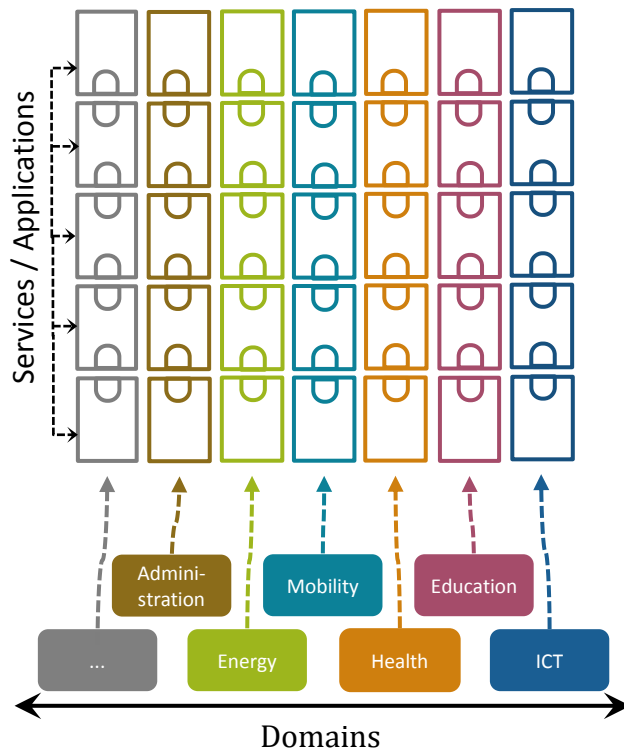 Services / Applications
Admini-
stration
Mobility
Education
...
Energy
Health
ICT
Domains